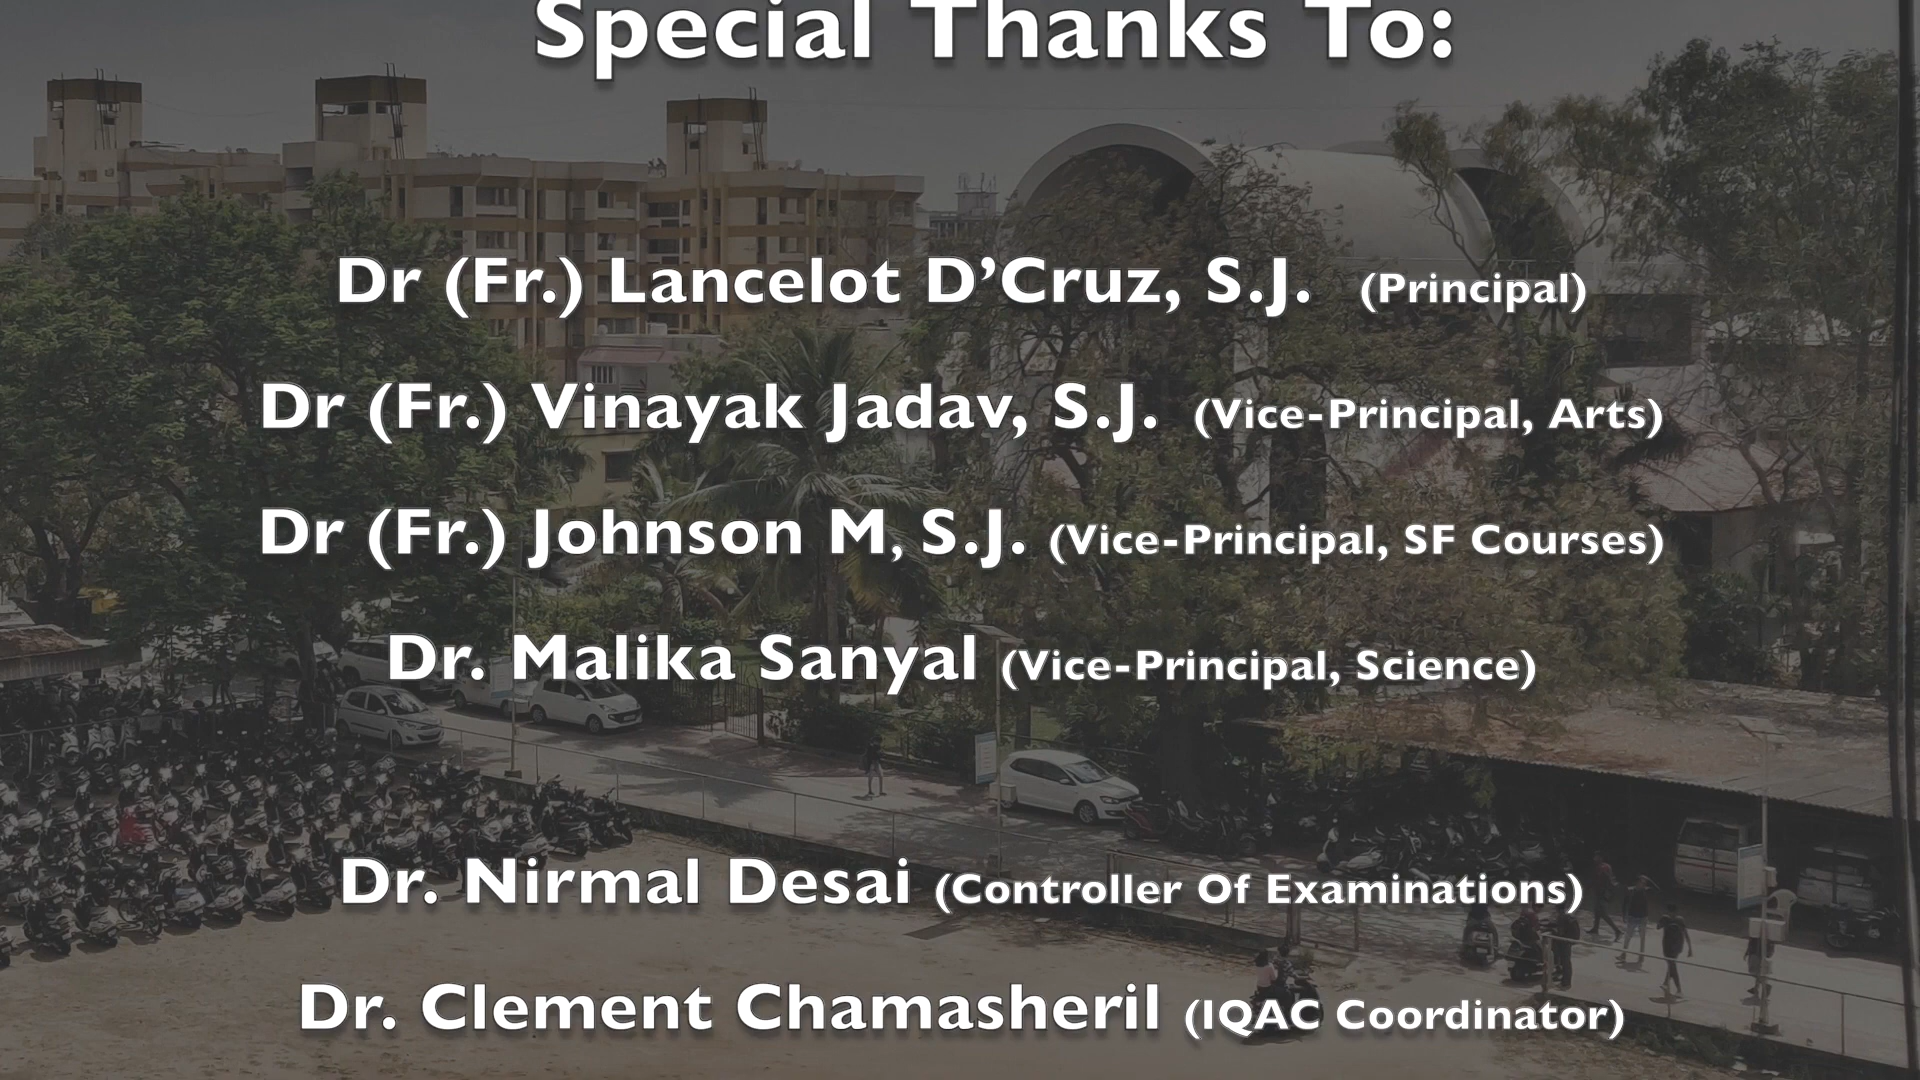 Special Thanks To:
Dr (Fr.) Lancelot D’Cruz, S.J. (Principal)
Dr (Fr.) Vinayak Jadav, S.J. (Vice-Principal, Arts)
Dr (Fr.) Johnson M, S.J. (Vice-Principal, SF Courses)
Dr. Malika Sanyal (Vice-Principal, Science)
Dr. Nirmal Desai (Controller Of Examinations)
Dr. Clement Chamasheril (IQAC Coordinator)